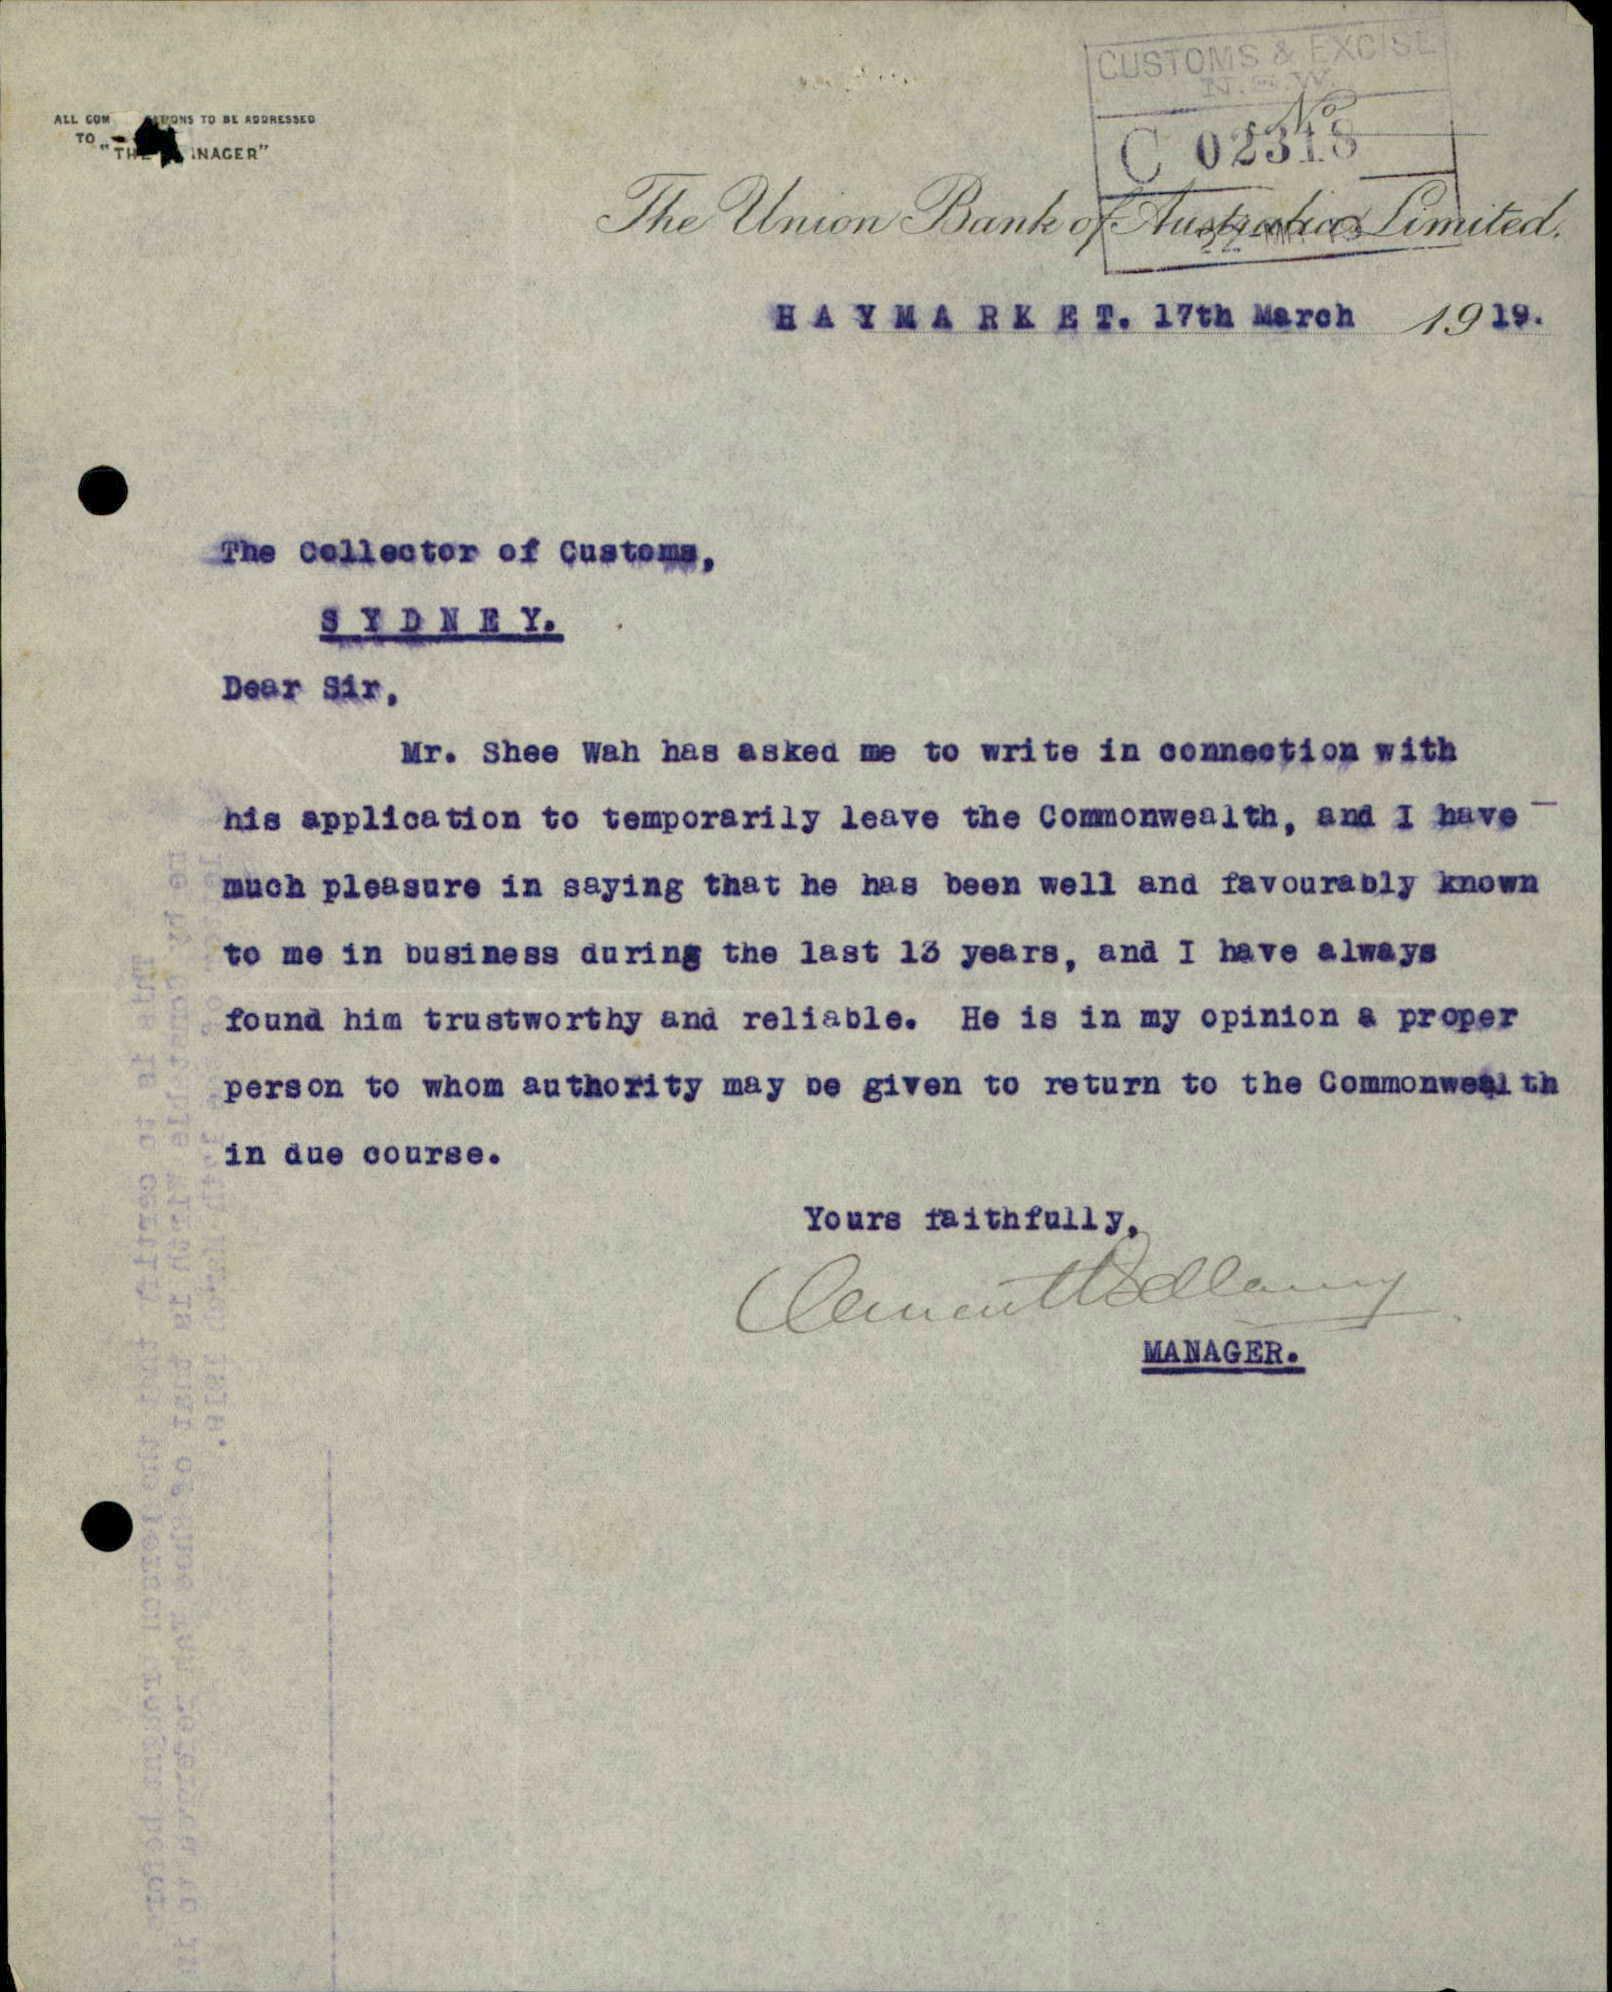 CUSTOMS & EXCISE
N.S.W.
No
C 02318
ALL COM ATIONS TO BE ADDRESSED
TO "THE NAGER"
The Union Bank of Australia Limited.
H A Y M A R K E T. 17th March 1919.
The Collector of Customs,
S Y D N E Y.
Dear Sir,
Mr. Shee Wah has asked me to write in connection with
his application to temporarily leave the Commonwealth, and I have
much pleasure in saying that he has been well and favourably known
to me in business during the last 13 years, and I have always
found him trustworthy and reliable. He is in my opinion a proper
person to whom authority may be given to return to the Commonwealth
in due course.
Yours faithfully,
MANAGER.